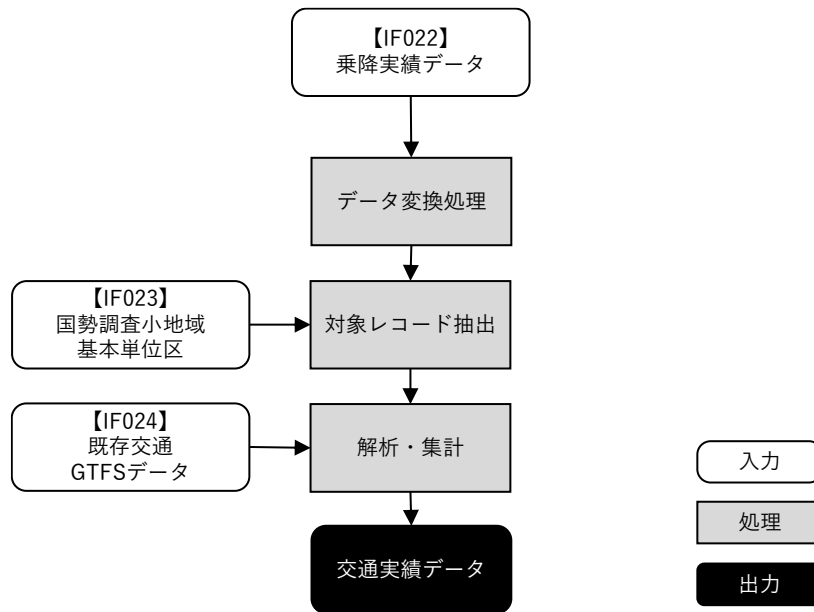 【IF022】
乗降実績データ
データ変換処理
【IF023】
国勢調査小地域
基本単位区
対象レコード抽出
【IF024】
既存交通
GTFSデータ
解析・集計
交通実績データ
入力
処理
出力